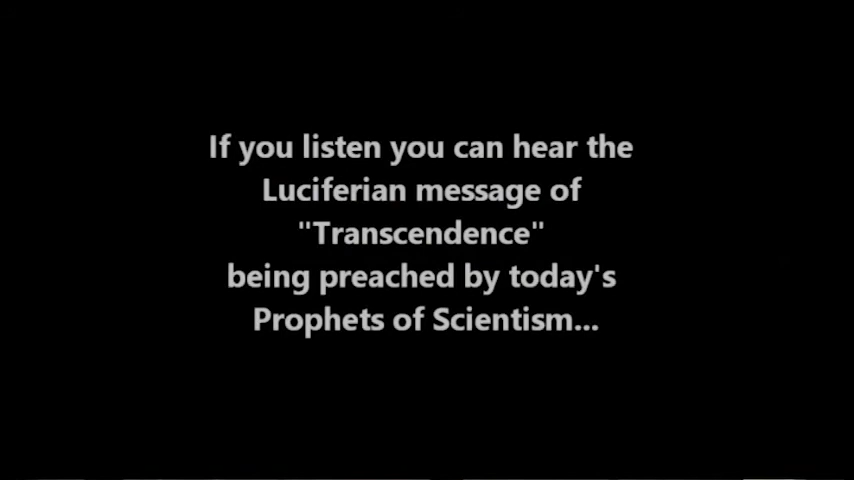 If you listen you can hear the
Luciferian message of
"Transcendence"
being preached by today's
Prophets of Scientism...